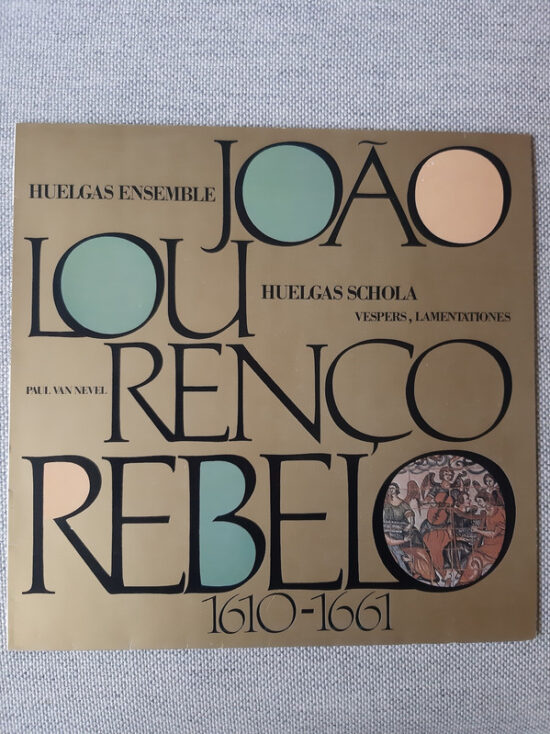 JOÃO
HUELGAS ENSEMBLE
LOU
HUELGAS SCHOLA
VESPERS, LAMENTATIONES
RENÇO
PAUL VAN NEVEL
REBELO
1610-1661